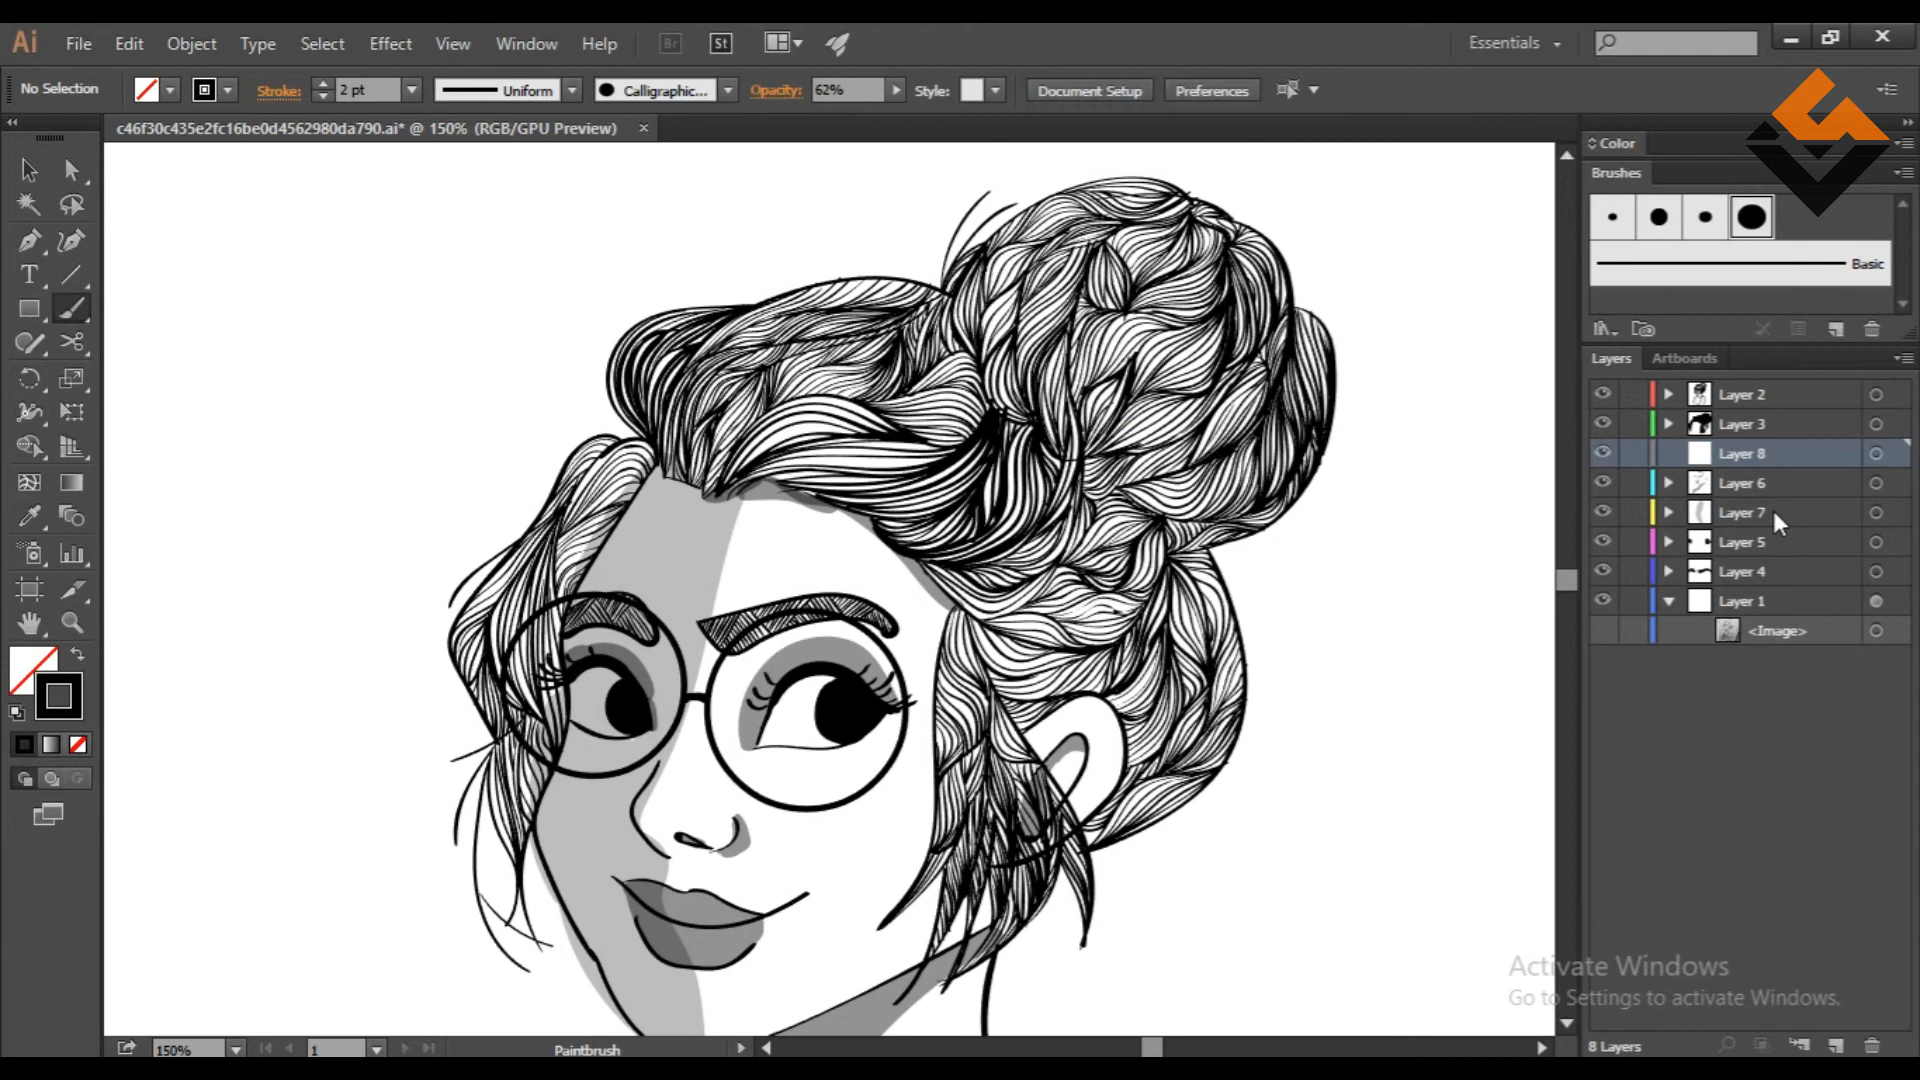 Ai File Edit Object Type Select Effect View Window Help Br St Essentials
No Selection Stroke: 2 pt Uniform Calligraphic... Opacity: 62% Style: Document Setup Preferences
c46f30c435e2fc16be0d4562980da790.ai* @ 150% (RGB/GPU Preview) ×
Color
Brushes
Basic
Layers Artboards
Layer 2
Layer 3
Layer 8
Layer 6
Layer 7
Layer 5
Layer 4
Layer 1
<Image>
Activate Windows
Go to Settings to activate Windows.
150% 1 Paintbrush 8 Layers